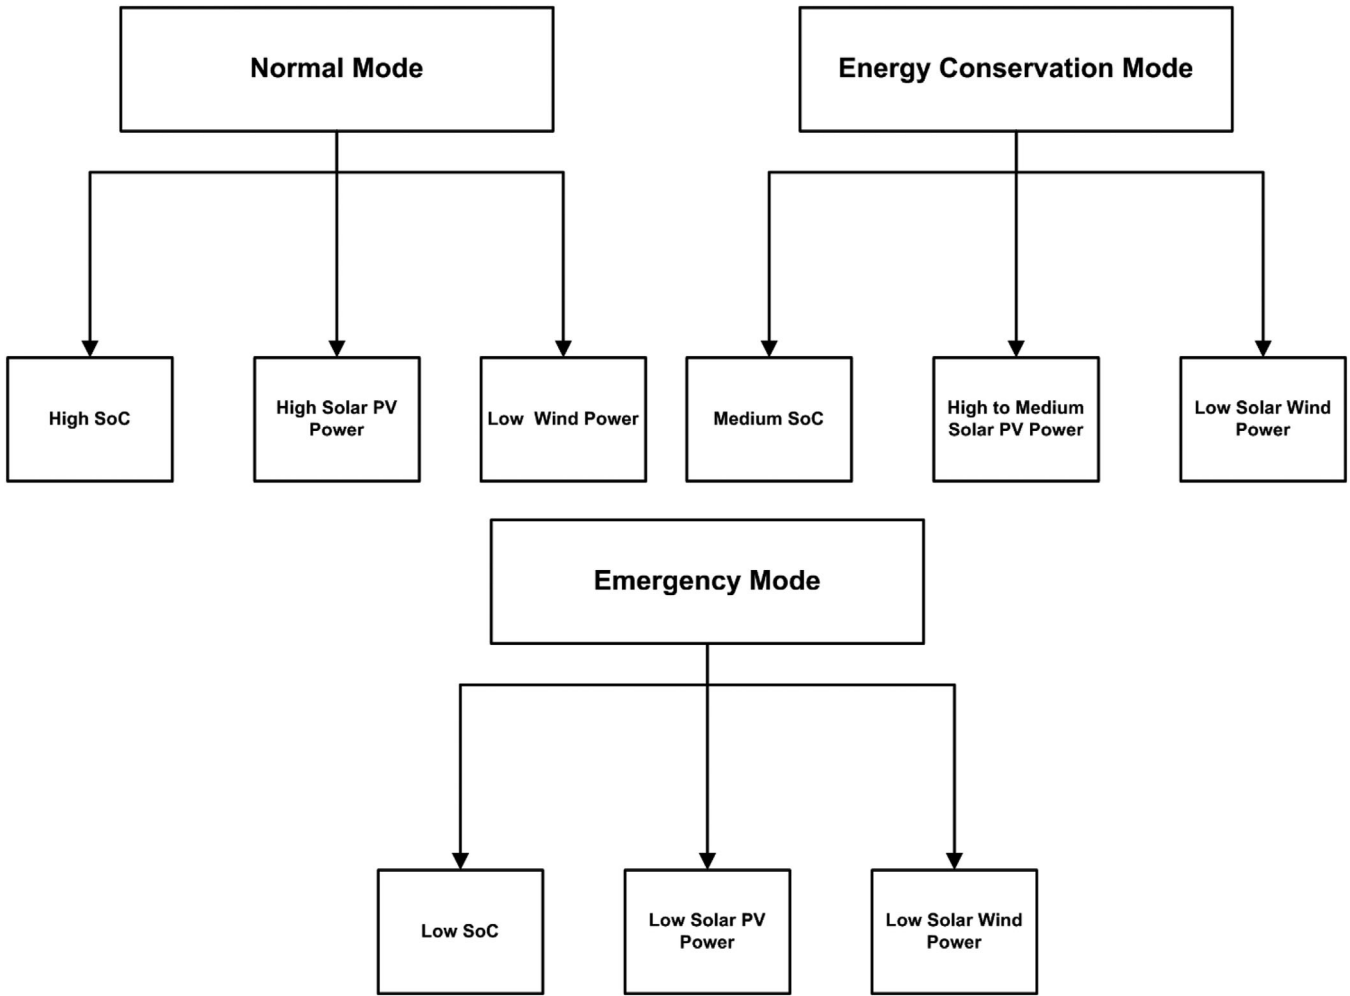 Normal Mode
Energy Conservation Mode
High SoC
High Solar PV
Power
Low  Wind Power
Medium SoC
High to Medium
Solar PV Power
Low Solar Wind
Power
Emergency Mode
Low SoC
Low Solar PV
Power
Low Solar Wind
Power